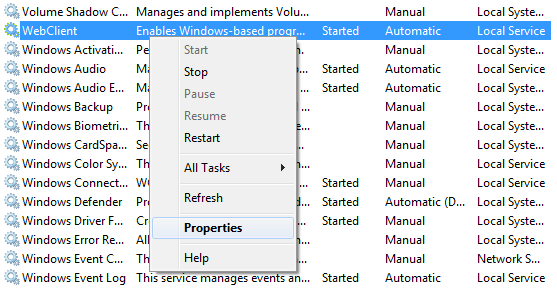 Volume Shadow C... Manages and implements Volu... Manual Local Syste...
WebClient Enables Windows-based progr... Started Automatic Local Service
Windows Activati... Pe Manual Local Syste...
Windows Audio Ma Started Automatic Local Service
Windows Audio E... Ma Started Automatic Local Syste...
Windows Backup Pro Manual Local Syste...
Windows Biometri... Th Manual Local Syste...
Windows CardSpa... Se Manual Local Syste...
Windows Color Sy... Th Manual Local Service
Windows Connect... WC Started Manual Local Service
Windows Defender Pro Started Automatic (D... Local Syste...
Windows Driver F... Cr Started Manual Local Syste...
Windows Error Re... All Manual Local Syste...
Windows Event C... Th Manual Network S...
Windows Event Log This service manages events an... Started Automatic Local Service
Start
Stop
Pause
Resume
Restart
All Tasks
Refresh
Properties
Help